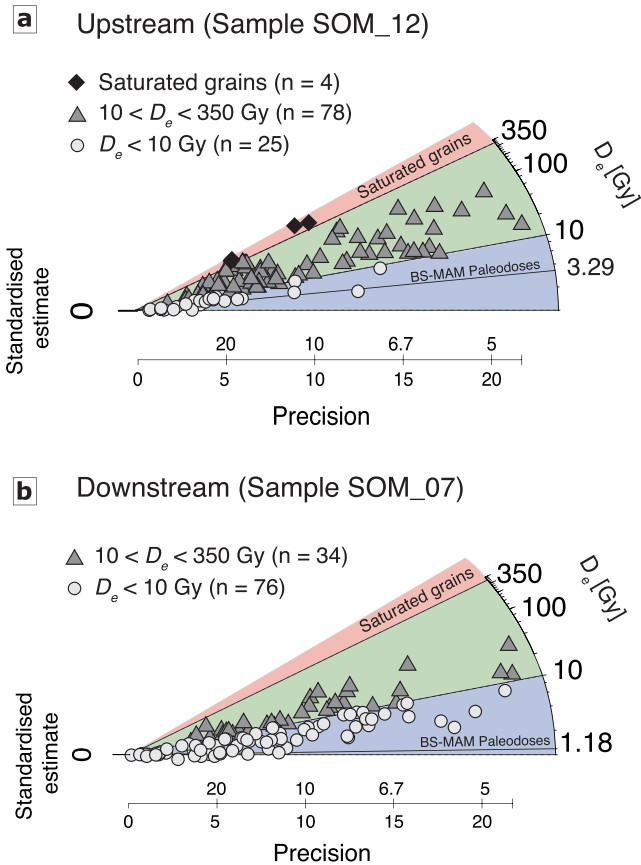 a
Upstream (Sample SOM_12)
Saturated grains (n = 4)
10 < De < 350 Gy (n = 78)
De < 10 Gy (n = 25)
Saturated grains
350
100
De [Gy]
10
BS-MAM Paleodoses
3.29
Standardised
estimate
0
20 10 6.7 5
0 5 10 15 20
Precision
b
Downstream (Sample SOM_07)
10 < De < 350 Gy (n = 34)
De < 10 Gy (n = 76)
Saturated grains
350
100
De [Gy]
10
BS-MAM Paleodoses
1.18
Standardised
estimate
0
20 10 6.7 5
0 5 10 15 20
Precision